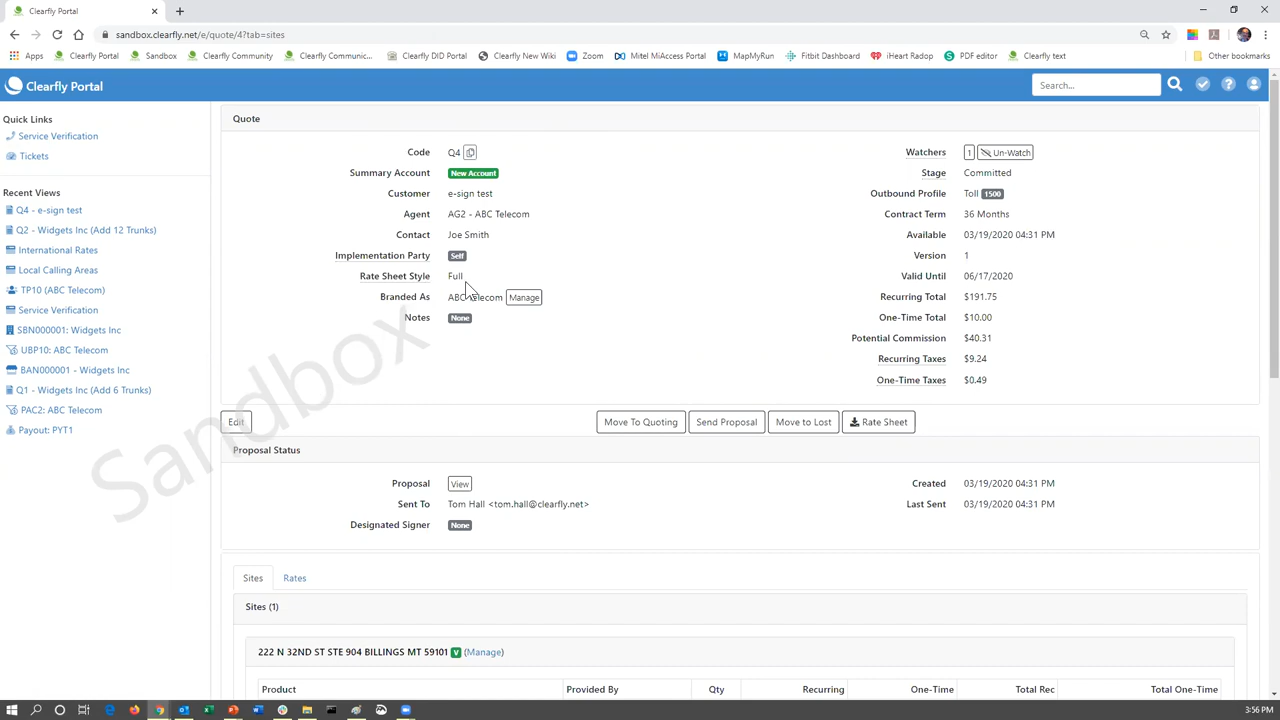 Clearfly Portal
sandbox.clearfly.net/e/quote/4?tab=sites
Apps Clearfly Portal Sandbox Clearfly Communic... Clearfly Communic... Clearfly DID Portal Clearfly New Wiki Zoom Mitel MiAccess Portal MapMyRun Fitbit Dashboard iHeart Radop PDF editor Clearfly text Other bookmarks
Clearfly Portal Search...
Quick Links
Service Verification
Tickets
Recent Views
Q4 - e-sign test
Q2 - Widgets Inc (Add 12 Trunks)
International Rates
Local Calling Areas
TP10 (ABC Telecom)
Service Verification
SBN000001: Widgets Inc
UBP10: ABC Telecom
BAN000001 - Widgets Inc
Q1 - Widgets Inc (Add 6 Trunks)
PAC2: ABC Telecom
Payout: PYT1
Sandbox
Quote
Code Q4
Summary Account New Account
Customer e-sign test
Agent AG2 - ABC Telecom
Contact Joe Smith
Implementation Party Self
Rate Sheet Style Full
Branded As ABC Telecom Manage
Notes None
Watchers 1 Un-Watch
Stage Committed
Outbound Profile Toll 1500
Contract Term 36 Months
Available 03/19/2020 04:31 PM
Version 1
Valid Until 06/17/2020
Recurring Total $191.75
One-Time Total $10.00
Potential Commission $40.31
Recurring Taxes $9.24
One-Time Taxes $0.49
Edit Move To Quoting Send Proposal Move to Lost Rate Sheet
Proposal Status
Proposal View
Sent To Tom Hall <tom.hall@clearfly.net>
Designated Signer None
Created 03/19/2020 04:31 PM
Last Sent 03/19/2020 04:31 PM
Sites Rates
Sites (1)
222 N 32ND ST STE 904 BILLINGS MT 59101 V (Manage)
Product Provided By Qty Recurring One-Time Total Rec Total One-Time
3:56 PM